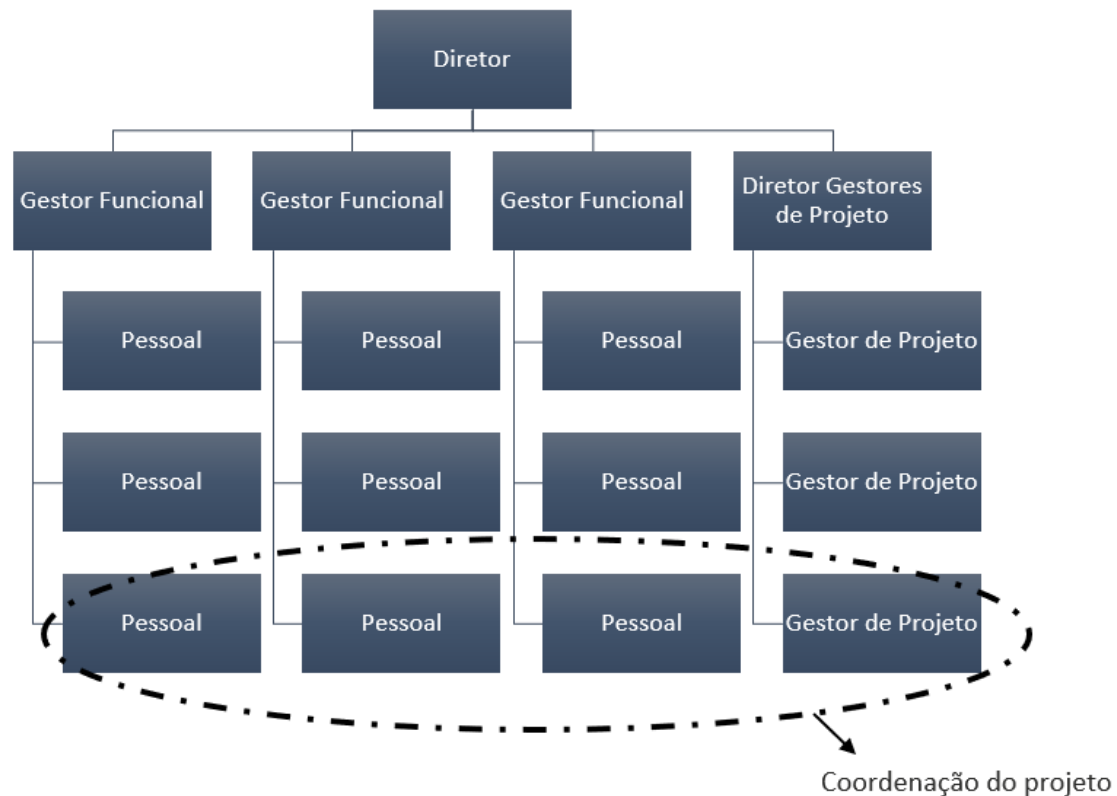 Diretor
Gestor Funcional
Gestor Funcional
Gestor Funcional
Diretor Gestores
de Projeto
Pessoal
Pessoal
Pessoal
Gestor de Projeto
Pessoal
Pessoal
Pessoal
Gestor de Projeto
Pessoal
Pessoal
Pessoal
Gestor de Projeto
Coordenação do projeto